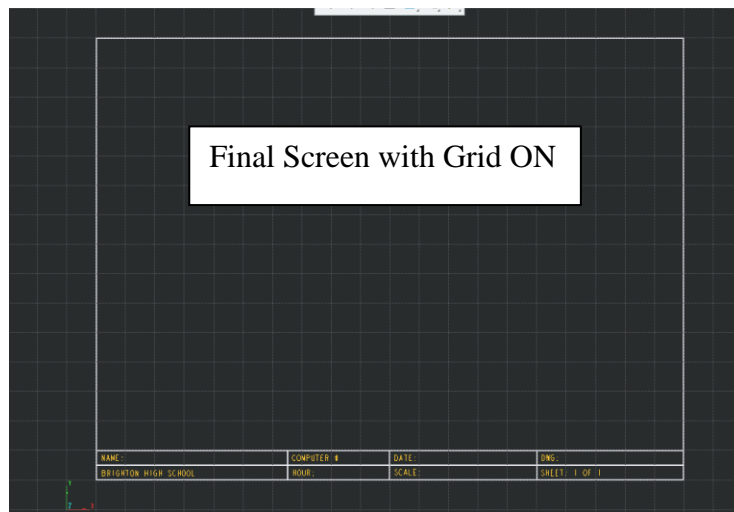 Final Screen with Grid ON
NAME: COMPUTER # DATE: DWG:
BRIGHTON HIGH SCHOOL HOUR: SCALE: SHEET: 1 OF 1
Y
X